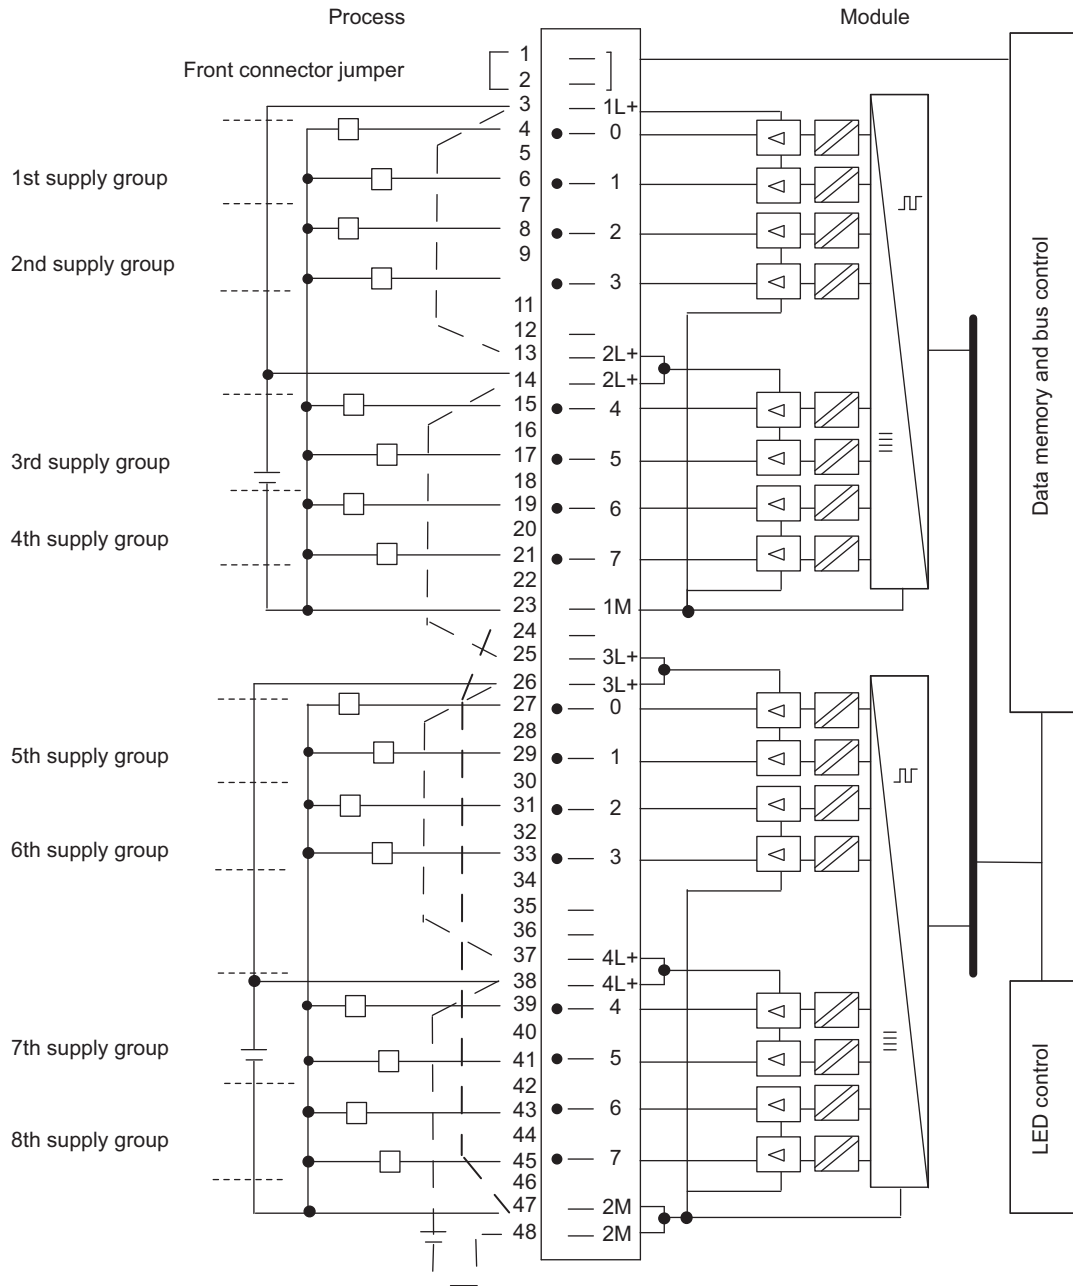 Process
Module
Front connector jumper
1
2
3 1L+
4 0
5
6 1
1st supply group
7
8 2
9
2nd supply group
3
11
12
13 2L+
14 2L+
15 4
16
17 5
3rd supply group
18
19 6
20
4th supply group
21 7
22
23 1M
24
25 3L+
26 3L+
27 0
28
29 1
5th supply group
30
31 2
32
33 3
6th supply group
34
35
36
37 4L+
38 4L+
39 4
40
7th supply group
41 5
42
43 6
44
8th supply group
45 7
46
47 2M
48 2M
Data memory and bus control
LED control